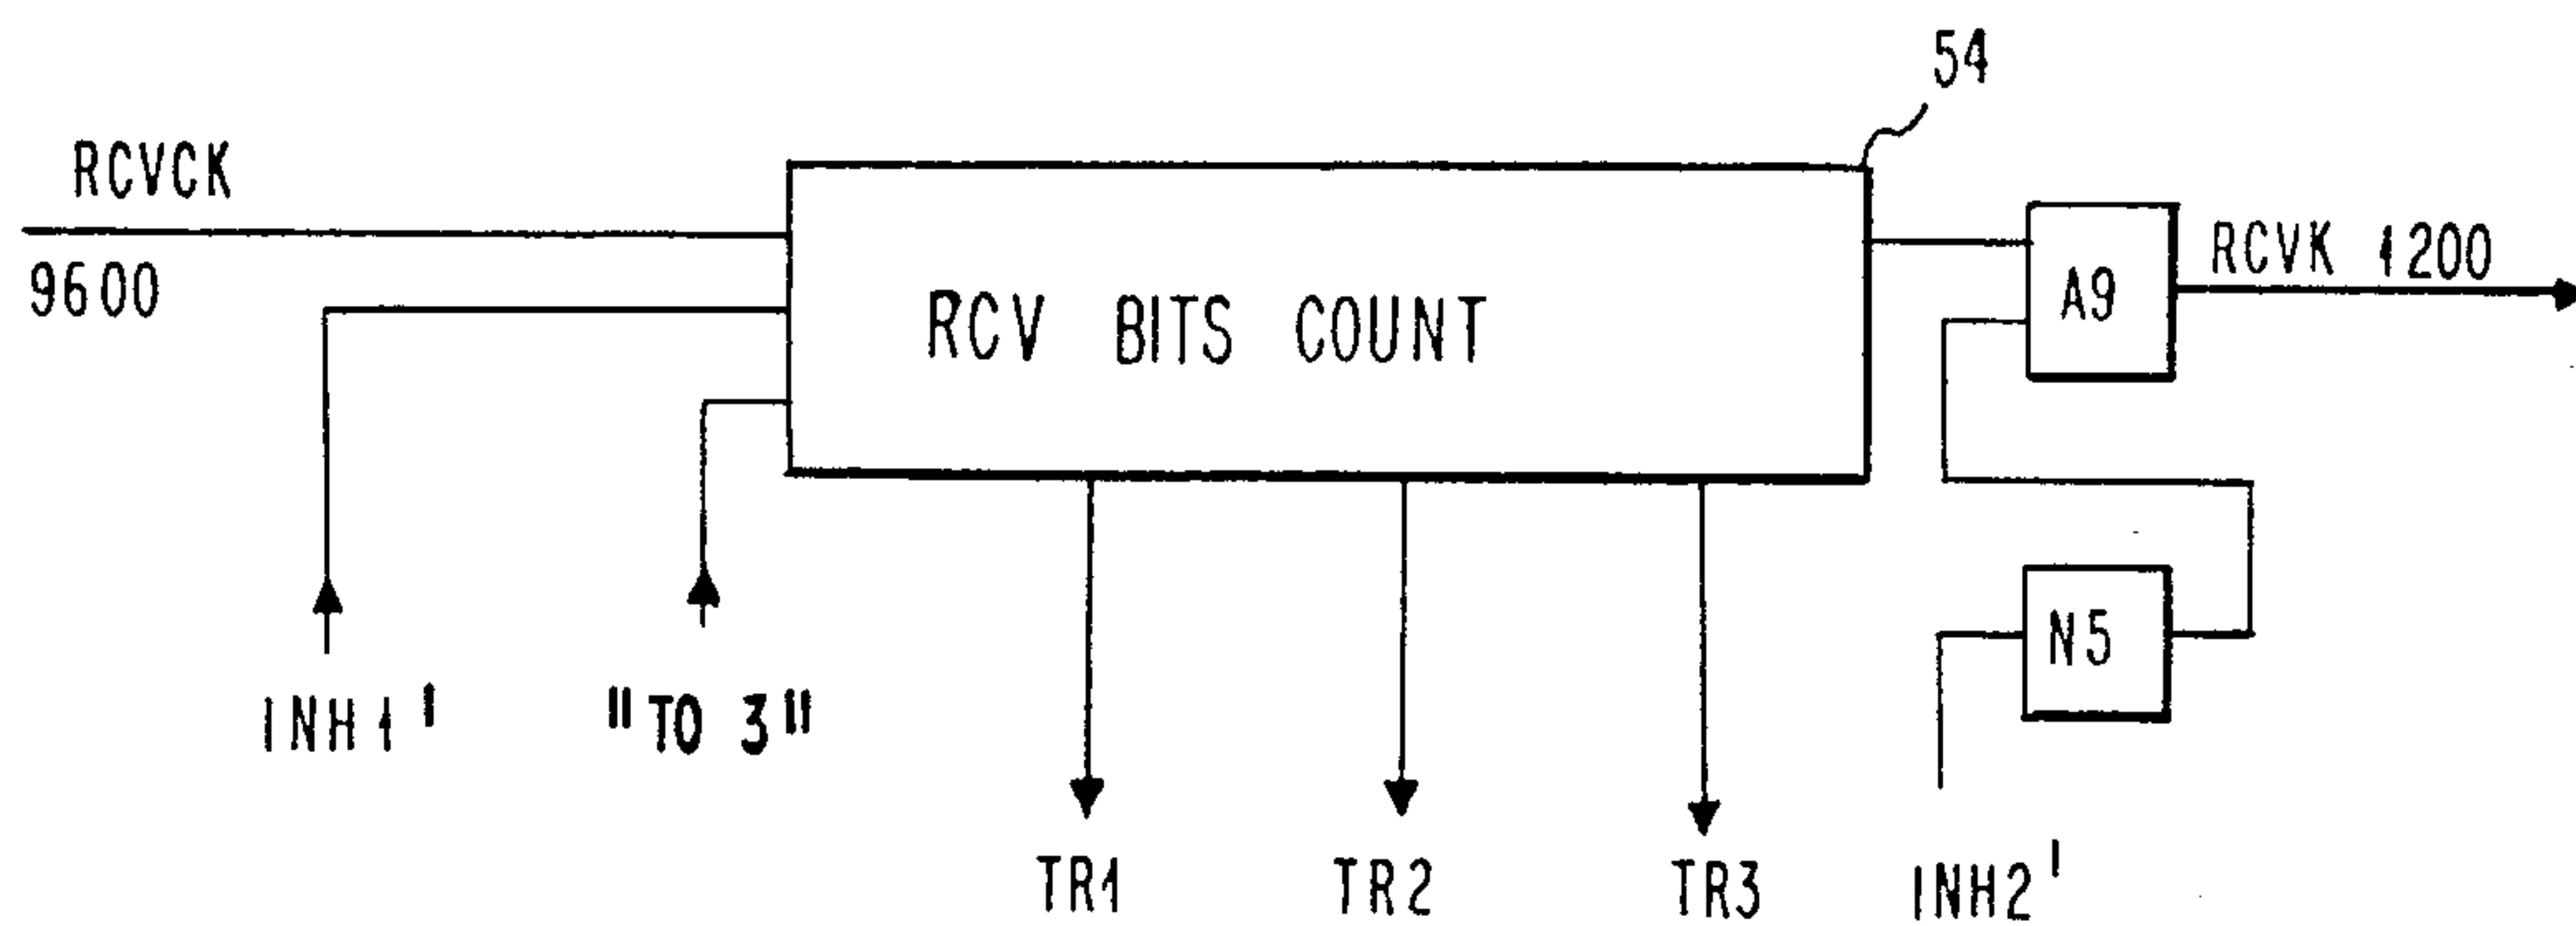 54
RCVCK
9600
RCV BITS COUNT
A9
RCVK 1200
N5
INH1'
"TO 3"
TR1
TR2
TR3
INH2'